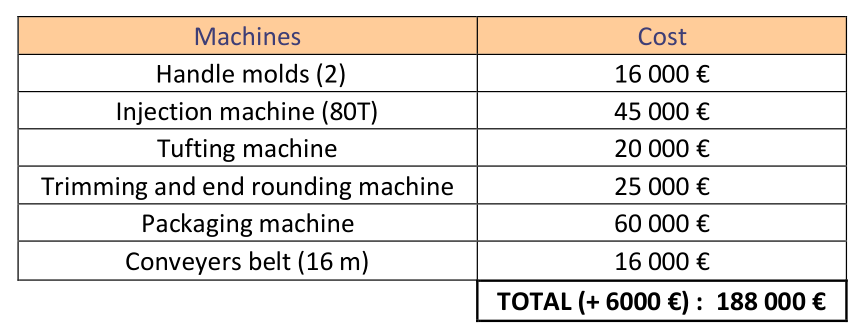 Machines Cost
Handle molds (2) 16 000 €
Injection machine (80T) 45 000 €
Tufting machine 20 000 €
Trimming and end rounding machine 25 000 €
Packaging machine 60 000 €
Conveyers belt (16 m) 16 000 €
TOTAL (+ 6000 €) : 188 000 €